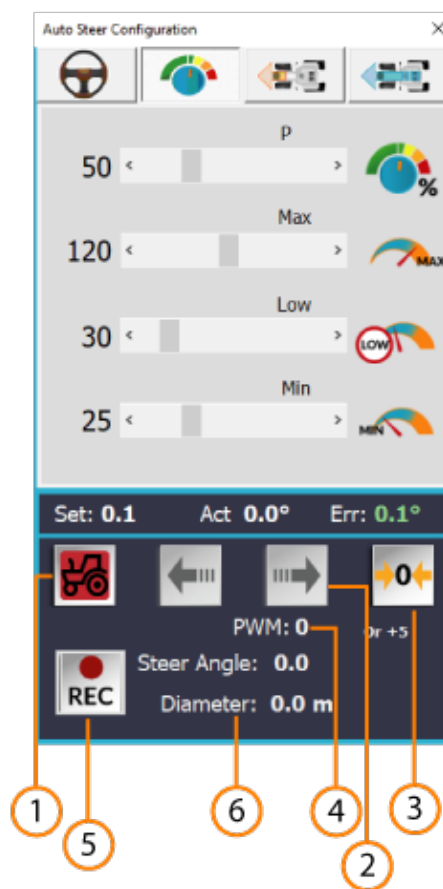 Auto Steer Configuration
P
50
%
Max
120
MAX
Low
30
LOW
Min
25
MIN
Set: 0.1 Act 0.0° Err: 0.1°
0
PWM: 0
Or +5
Steer Angle: 0.0
REC
Diameter: 0.0 m
1 5 6 4 2 3